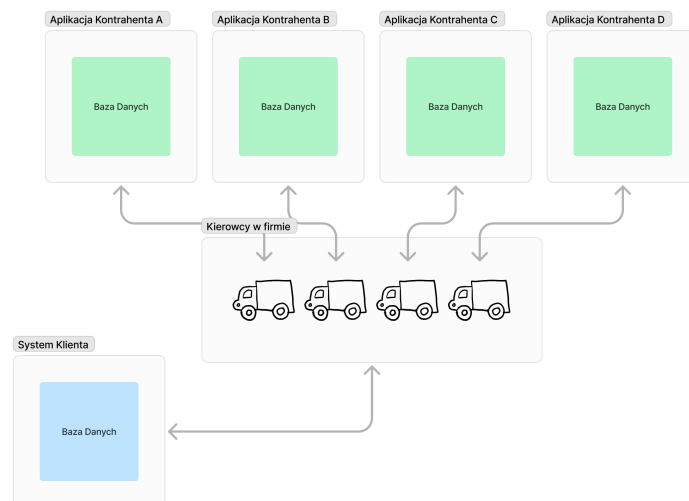 Aplikacja Kontrahenta A
Aplikacja Kontrahenta B
Aplikacja Kontrahenta C
Aplikacja Kontrahenta D
Baza Danych
Baza Danych
Baza Danych
Baza Danych
Kierowcy w firmie
System Klienta
Baza Danych